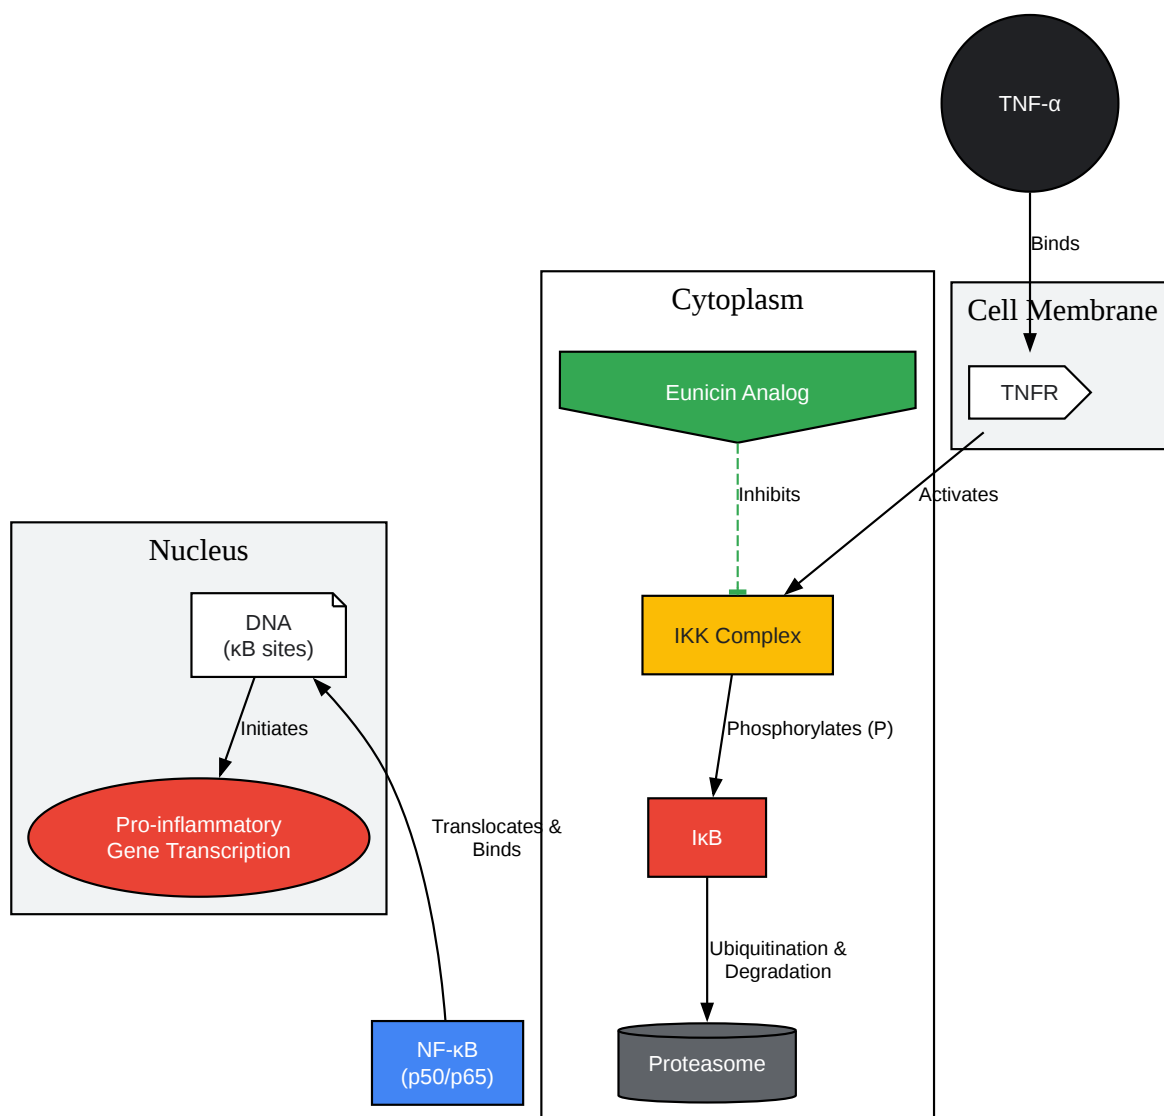 TNF-α
Binds
Cell Membrane
TNFR
Cytoplasm
Eunicin Analog
Inhibits
Activates
IKK Complex
Phosphorylates (P)
IκB
Ubiquitination &
Degradation
Proteasome
Nucleus
DNA
(κB sites)
Initiates
Pro-inflammatory
Gene Transcription
Translocates &
Binds
NF-κB
(p50/p65)